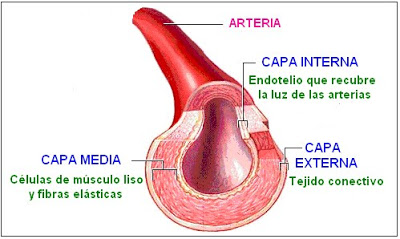 ARTERIA
CAPA INTERNA
Endotelio que recubre
la luz de las arterias
CAPA MEDIA
Células de músculo liso
y fibras elásticas
CAPA
EXTERNA
Tejido conectivo